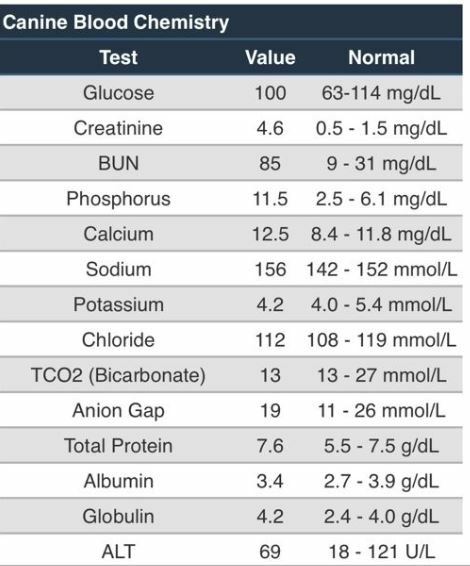 Canine Blood Chemistry
Test Value Normal
Glucose 100 63-114 mg/dL
Creatinine 4.6 0.5 - 1.5 mg/dL
BUN 85 9 - 31 mg/dL
Phosphorus 11.5 2.5 - 6.1 mg/dL
Calcium 12.5 8.4 - 11.8 mg/dL
Sodium 156 142 - 152 mmol/L
Potassium 4.2 4.0 - 5.4 mmol/L
Chloride 112 108 - 119 mmol/L
TCO2 (Bicarbonate) 13 13 - 27 mmol/L
Anion Gap 19 11 - 26 mmol/L
Total Protein 7.6 5.5 - 7.5 g/dL
Albumin 3.4 2.7 - 3.9 g/dL
Globulin 4.2 2.4 - 4.0 g/dL
ALT 69 18 - 121 U/L